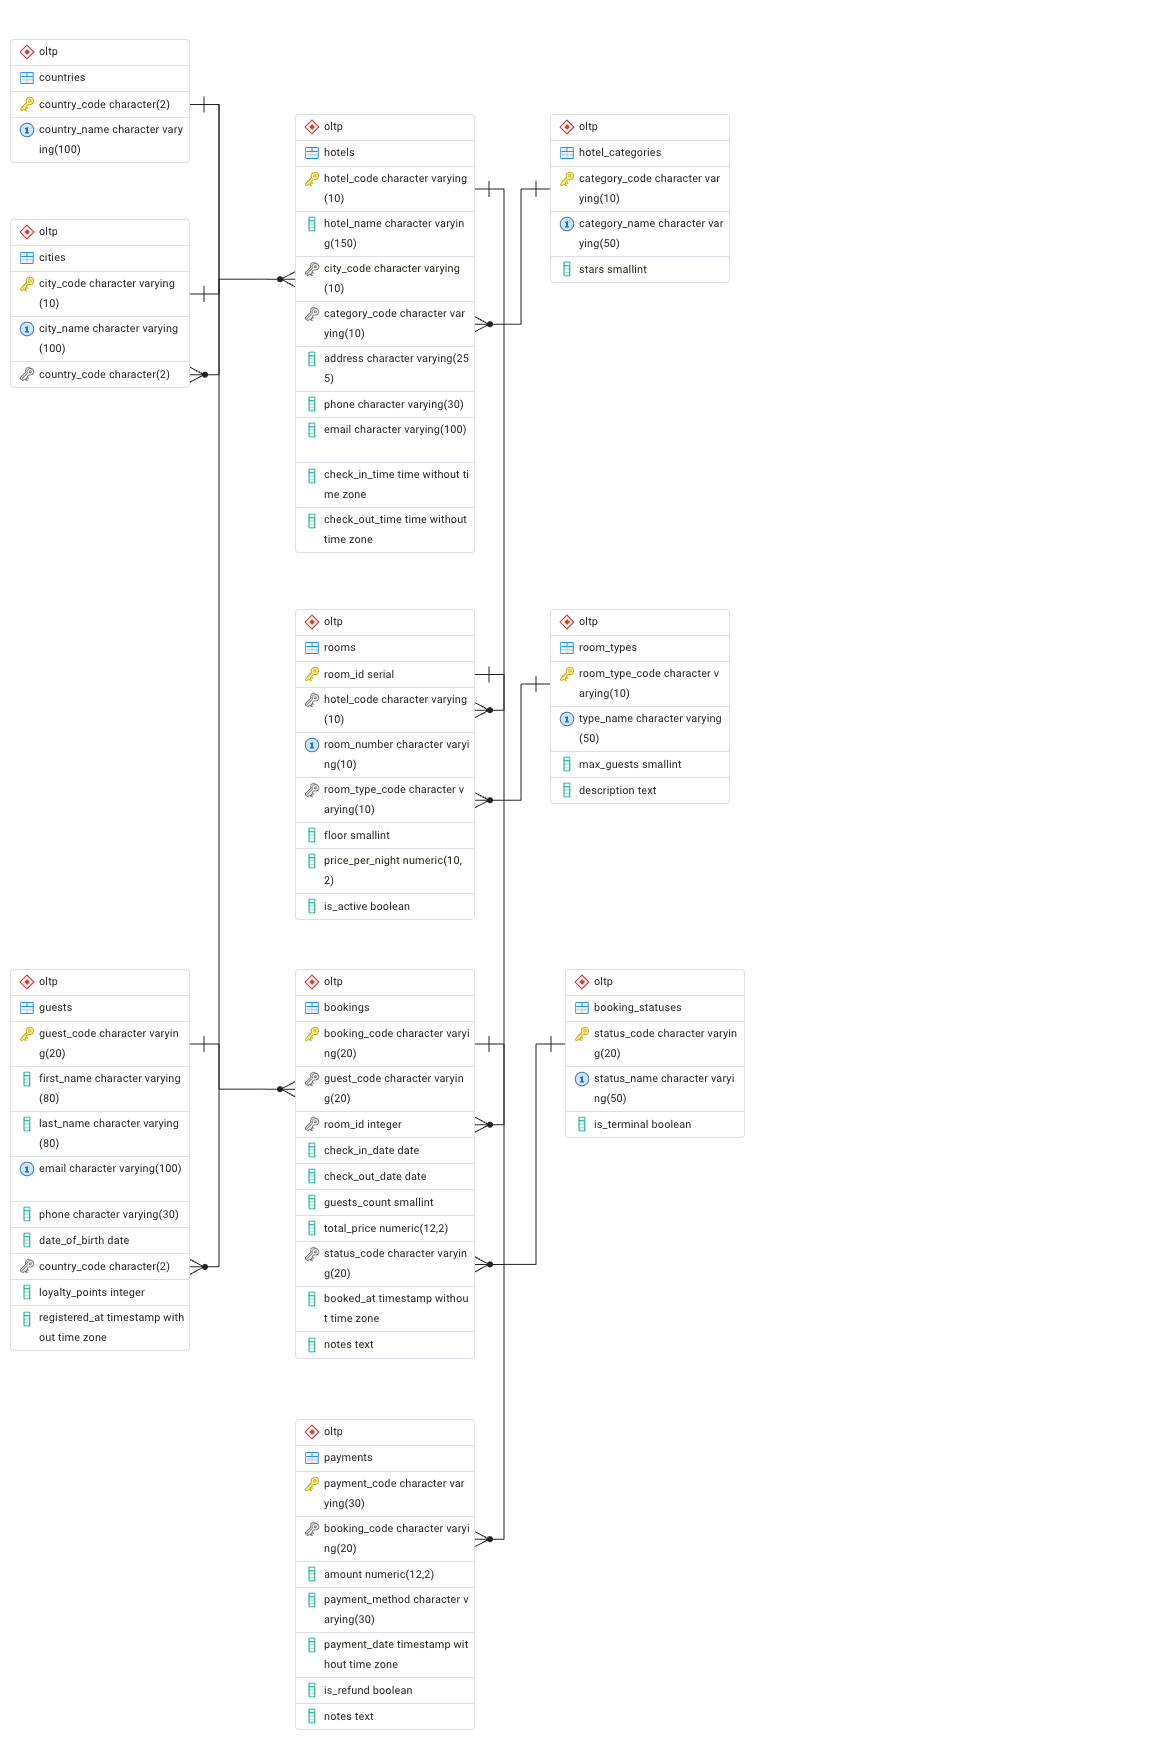 oltp
countries
country_code character(2)
country_name character vary
ing(100)
oltp
cities
city_code character varying
(10)
city_name character varying
(100)
country_code character(2)
oltp
hotels
hotel_code character varying
(10)
hotel_name character varyin
g(150)
city_code character varying
(10)
category_code character var
ying(10)
address character varying(25
5)
phone character varying(30)
email character varying(100)
check_in_time time without ti
me zone
check_out_time time without
time zone
oltp
hotel_categories
category_code character var
ying(10)
category_name character va
rying(50)
stars smallint
oltp
rooms
room_id serial
hotel_code character varying
(10)
room_number character varyi
ng(10)
room_type_code character v
arying(10)
floor smallint
price_per_night numeric(10,
2)
is_active boolean
oltp
room_types
room_type_code character v
arying(10)
type_name character varying
(50)
max_guests smallint
description text
oltp
guests
guest_code character varyin
g(20)
first_name character varying
(80)
last_name character varying
(80)
email character varying(100)
phone character varying(30)
date_of_birth date
country_code character(2)
loyalty_points integer
registered_at timestamp with
out time zone
oltp
bookings
booking_code character varyi
ng(20)
guest_code character varyin
g(20)
room_id integer
check_in_date date
check_out_date date
guests_count smallint
total_price numeric(12,2)
status_code character varyin
g(20)
booked_at timestamp withou
t time zone
notes text
oltp
booking_statuses
status_code character varyin
g(20)
status_name character varyi
ng(50)
is_terminal boolean
oltp
payments
payment_code character var
ying(30)
booking_code character varyi
ng(20)
amount numeric(12,2)
payment_method character v
arying(30)
payment_date timestamp wit
hout time zone
is_refund boolean
notes text